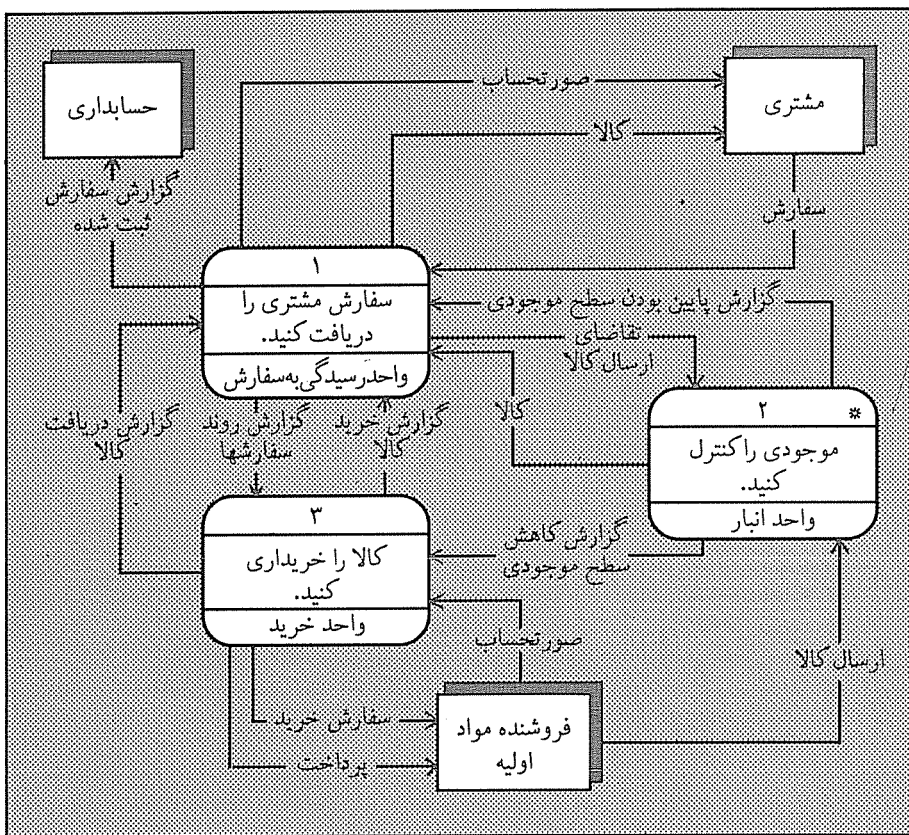 حسابداری
صورتحساب
مشتری
کالا
گزارش سفارش
ثبت شده
سفارش
۱
سفارش مشتری را
دریافت کنید.
واحد رسیدگی به سفارش
گزارش پایین بودن سطح موجودی
تقاضای
ارسال کالا
کالا
۲ *
موجودی را کنترل
کنید.
واحد انبار
گزارش دریافت
کالا
گزارش روند
سفارشها
گزارش خرید
کالا
۳
کالا را خریداری
کنید.
واحد خرید
گزارش کاهش
سطح موجودی
صورتحساب
ارسال کالا
سفارش خرید
پرداخت
فروشنده مواد
اولیه